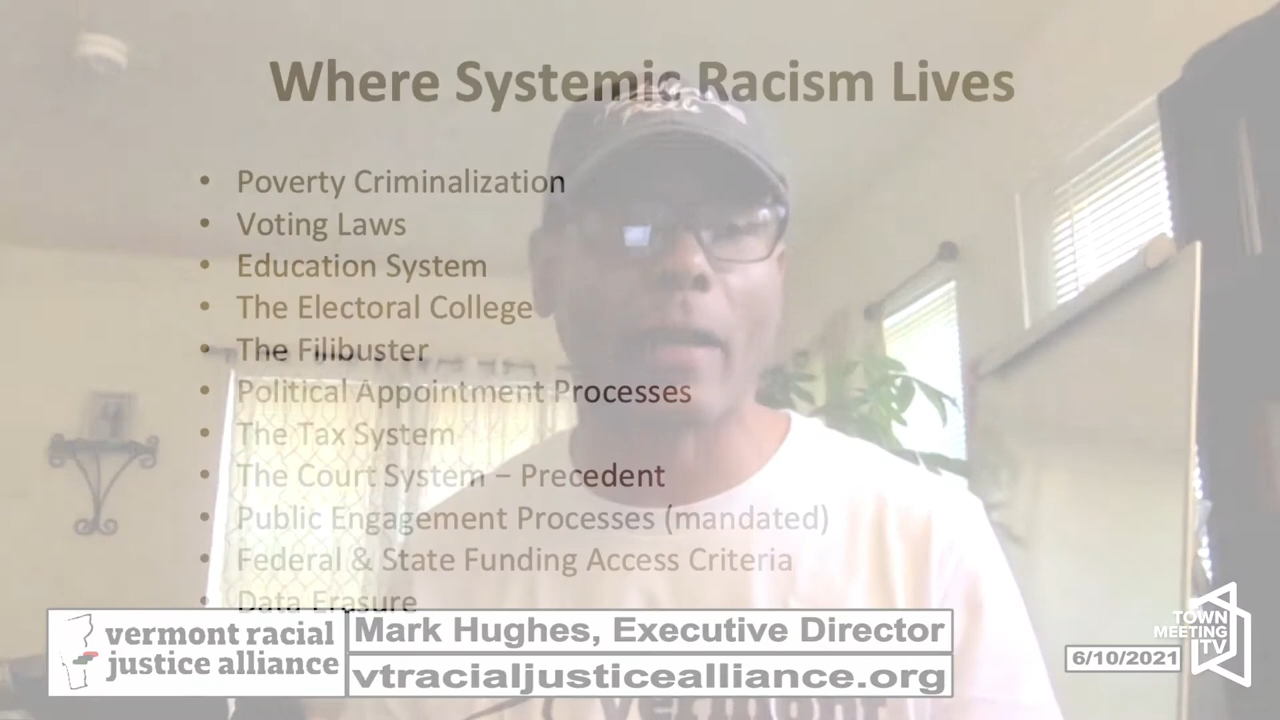 Where Systemic Racism Lives
• Poverty Criminalization
• Voting Laws
• Education System
• The Electoral College
• The Filibuster
• Political Appointment Processes
• The Tax System
• The Court System – Precedent
• Public Engagement Processes (mandated)
• Federal & State Funding Access Criteria
• Data Erasure
vermont racial
justice alliance
Mark Hughes, Executive Director
vtracialjusticealliance.org
6/10/2021
TOWN
MEETING
TV
vermont